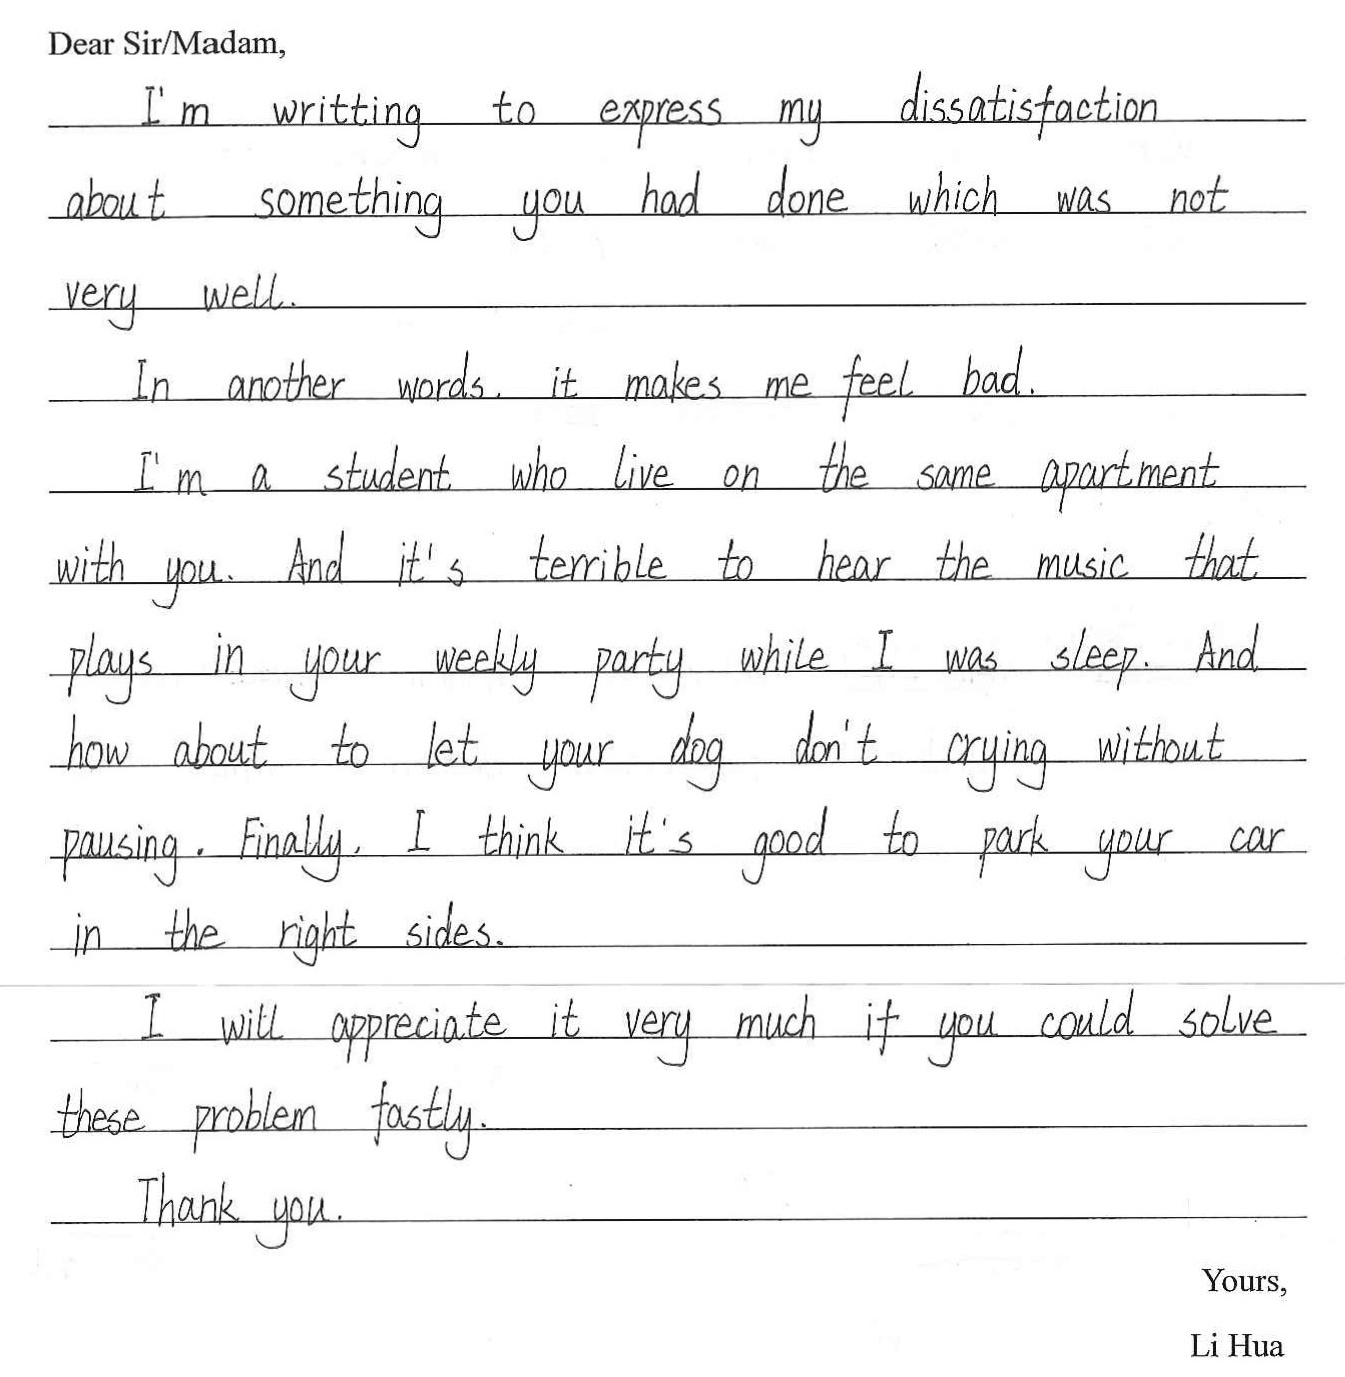 Dear Sir/Madam,
I'm writting to express my dissatisfaction
about something you had done which was not
very well.
In another words. it makes me feel bad.
I'm a student who live on the same apartment
with you. And it's terrible to hear the music that
plays in your weekly party while I was sleep. And
how about to let your dog don't crying without
pausing. Finally. I think it's good to park your car
in the right sides.
I will appreciate it very much if you could solve
these problem fastly.
Thank you.
Yours,
Li Hua